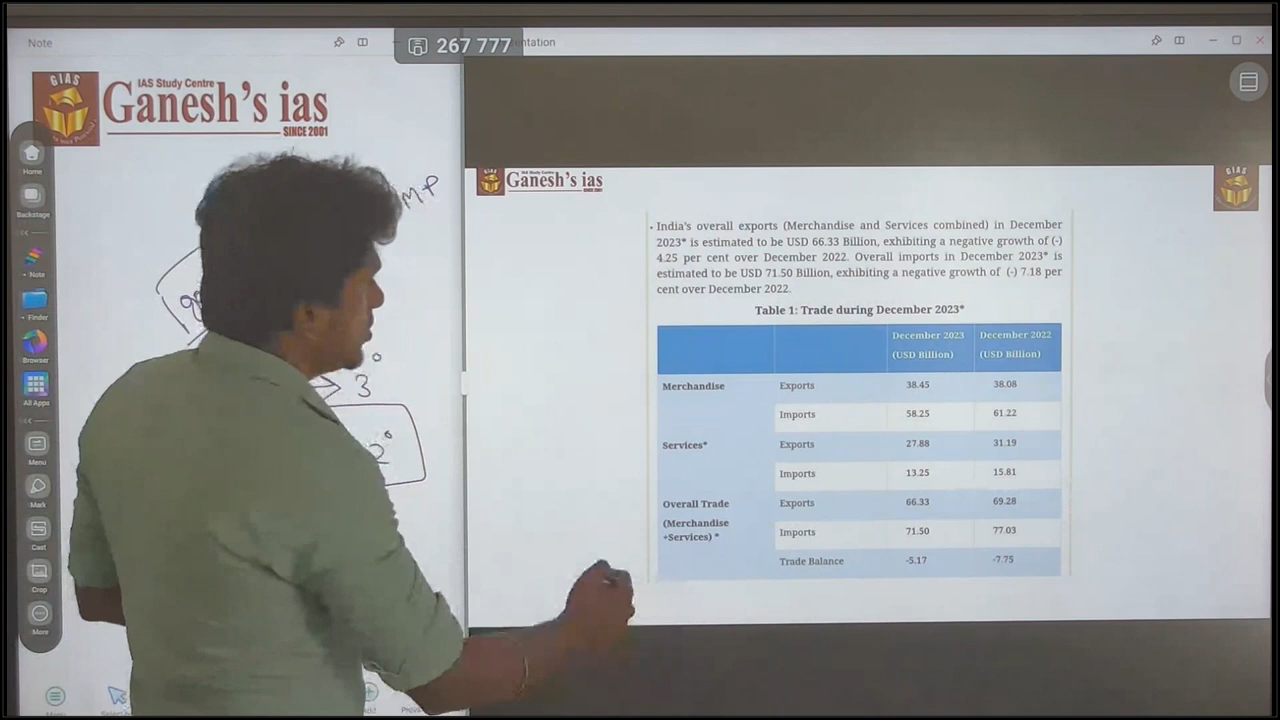 Note
267 777
entation
GIAS
IAS Study Centre
Ganesh's ias
SINCE 2001
Home
Backstage
Note
Finder
Browser
All Apps
Menu
Mark
Cast
Crop
More
MP
3°
2°
Ganesh's ias
GIAS
• India's overall exports (Merchandise and Services combined) in December
2023* is estimated to be USD 66.33 Billion, exhibiting a negative growth of (-)
4.25 per cent over December 2022. Overall imports in December 2023* is
estimated to be USD 71.50 Billion, exhibiting a negative growth of (-) 7.18 per
cent over December 2022.
Table 1: Trade during December 2023*
December 2023 December 2022
(USD Billion) (USD Billion)
Merchandise Exports 38.45 38.08
Imports 58.25 61.22
Services* Exports 27.88 31.19
Imports 13.25 15.81
Overall Trade Exports 66.33 69.28
(Merchandise
+Services) * Imports 71.50 77.03
Trade Balance -5.17 -7.75